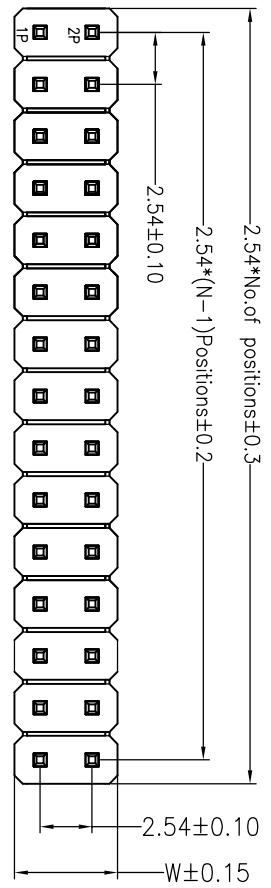 1P
2P
2.54±0.10
2.54*(N-1)Positions±0.2
2.54*No.of positions±0.3
2.54±0.10
W±0.15